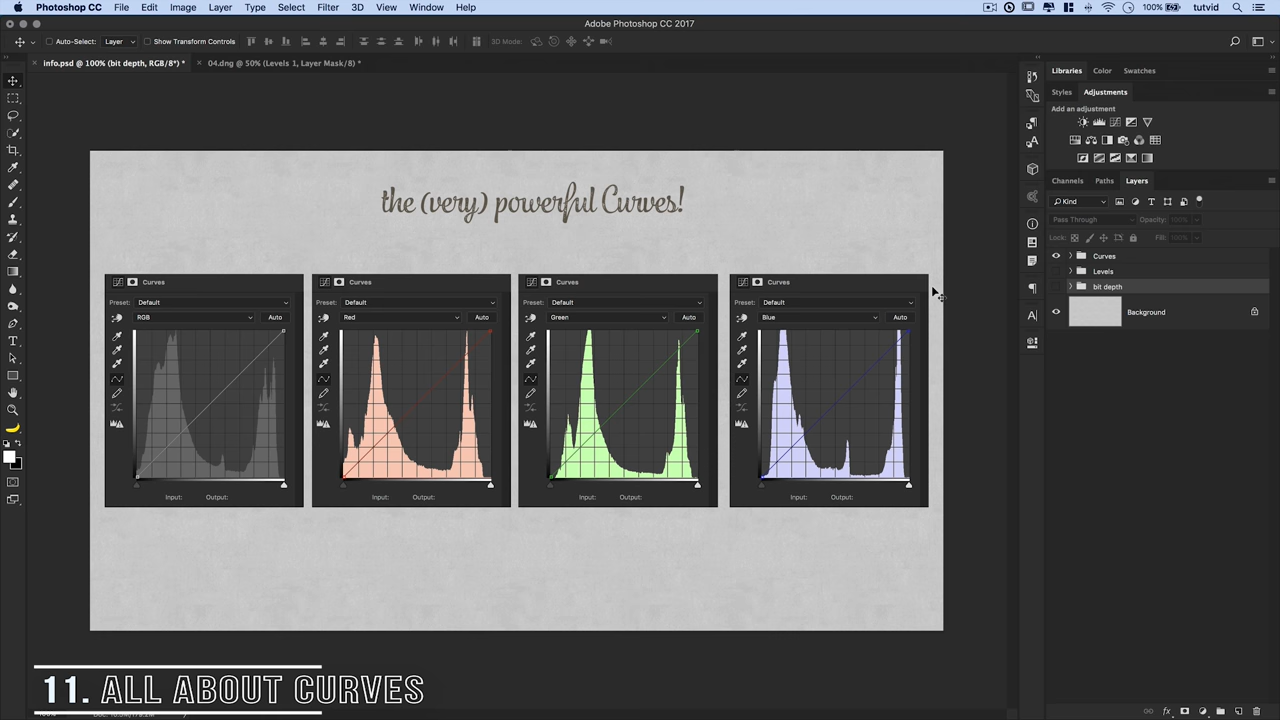 Photoshop CC File Edit Image Layer Type Select Filter 3D View Window Help 100% tutvid
Adobe Photoshop CC 2017
Auto-Select: Layer Show Transform Controls 3D Mode:
info.psd @ 100% (bit depth, RGB/8*) * 04.dng @ 50% (Levels 1, Layer Mask/8) *
Libraries Color Swatches
Styles Adjustments
Add an adjustment
Channels Paths Layers
Kind
Pass Through Opacity: 100%
Lock: Fill: 100%
Curves
Levels
bit depth
Background
the (very) powerful Curves!
Curves Curves Curves Curves
Preset: Default Preset: Default Preset: Default Preset: Default
RGB Auto Red Auto Green Auto Blue Auto
Input: Output: Input: Output: Input: Output: Input: Output:
11. ALL ABOUT CURVES